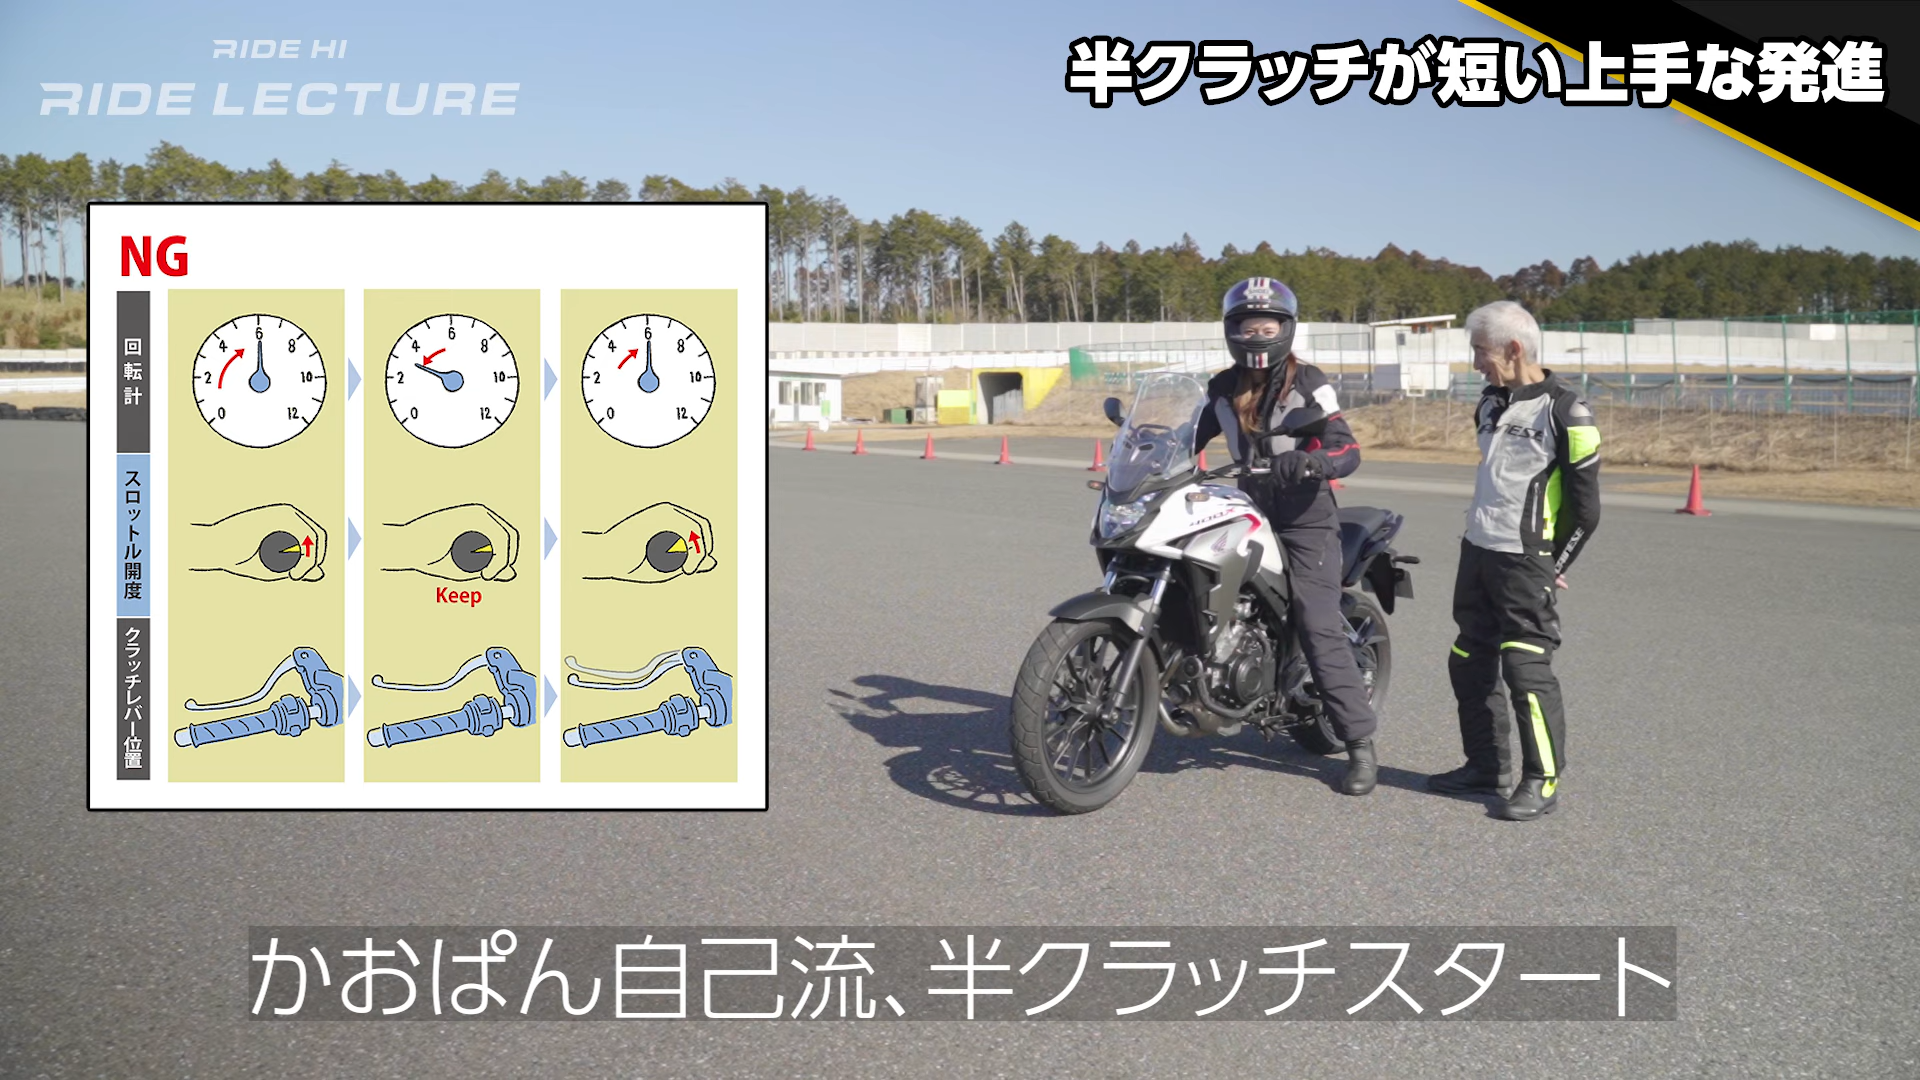 RIDE HI
RIDE LECTURE
半クラッチが短い上手な発進
NG
回転計
0 2 4 6 8 10 12
0 2 4 6 8 10 12
0 2 4 6 8 10 12
スロットル開度
Keep
クラッチレバー位置
400X
かおぱん自己流、半クラッチスタート